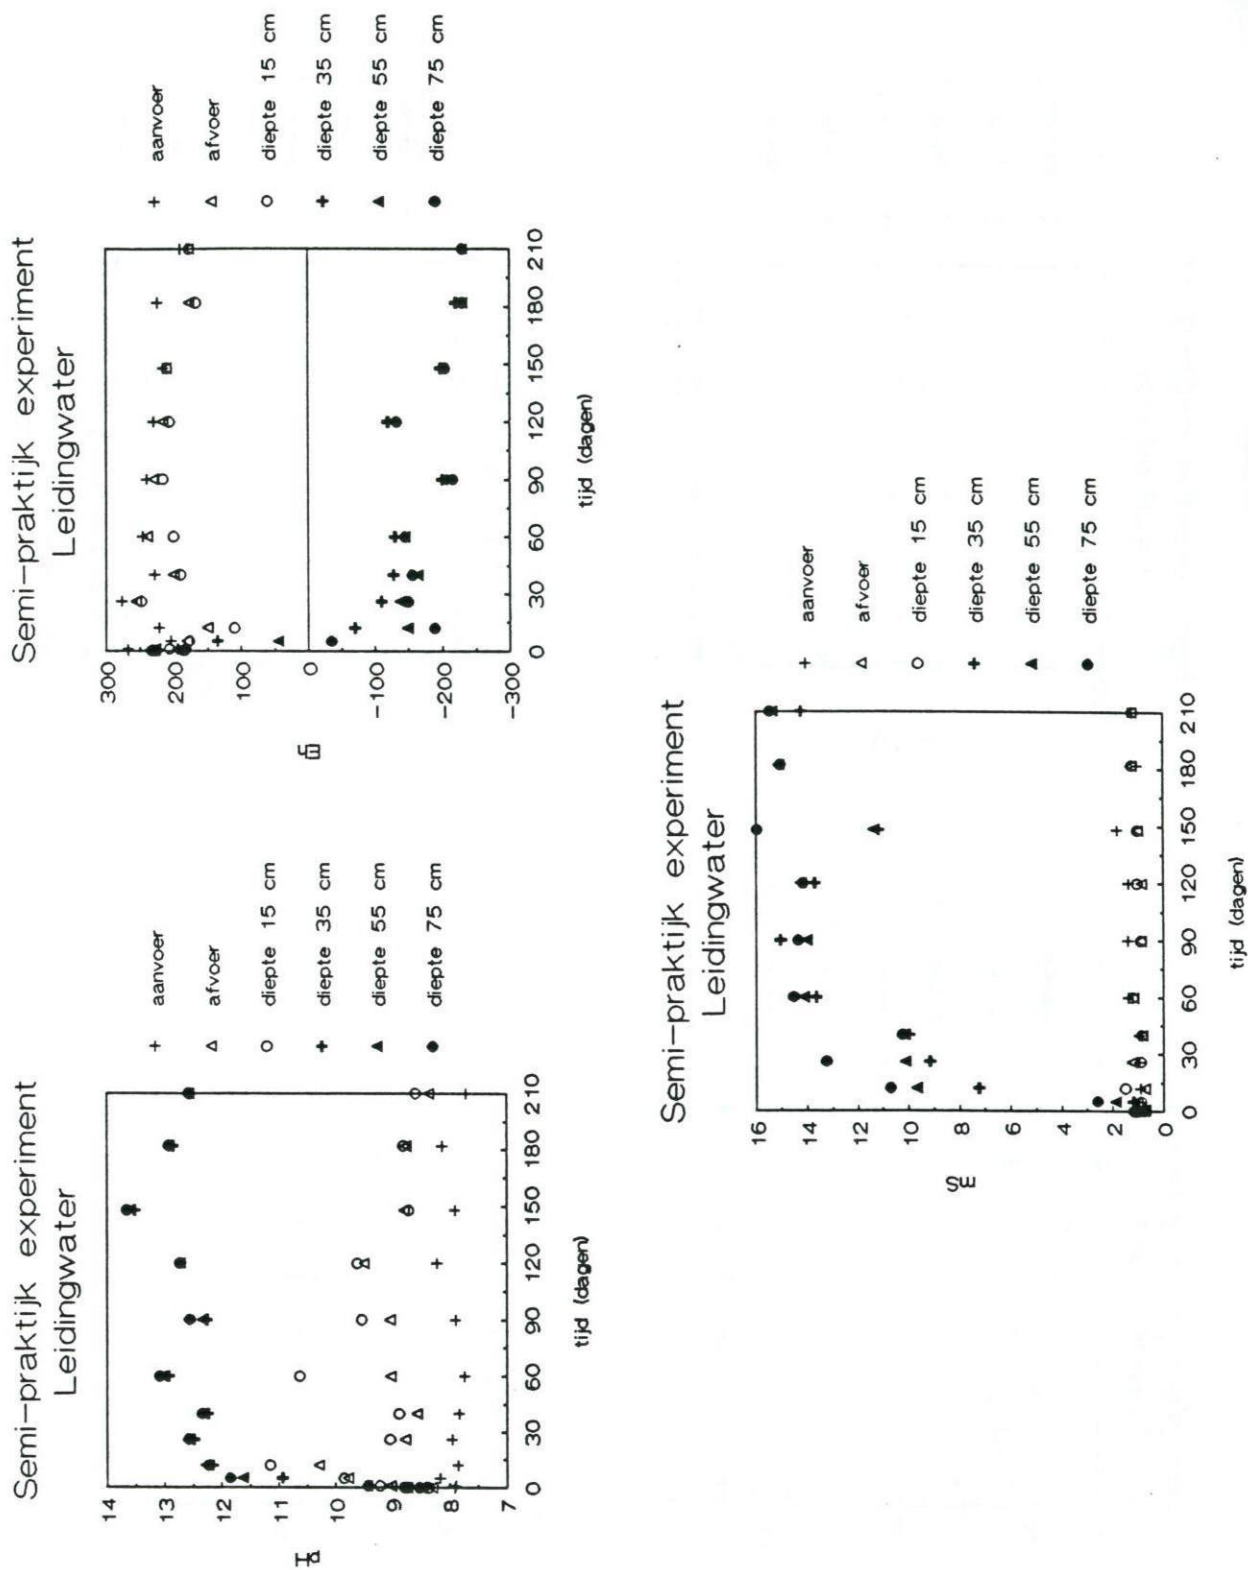 Semi-praktijk experiment
Leidingwater
pH
14
13
12
11
10
9
8
7
0
30
60
90
120
150
180
210
tijd (dagen)
+ aanvoer
△ afvoer
○ diepte 15 cm
+ diepte 35 cm
▲ diepte 55 cm
● diepte 75 cm
Semi-praktijk experiment
Leidingwater
Eh
300
200
100
0
-100
-200
-300
0
30
60
90
120
150
180
210
tijd (dagen)
+ aanvoer
△ afvoer
○ diepte 15 cm
+ diepte 35 cm
▲ diepte 55 cm
● diepte 75 cm
Semi-praktijk experiment
Leidingwater
mS
16
14
12
10
8
6
4
2
0
0
30
60
90
120
150
180
210
tijd (dagen)
+ aanvoer
△ afvoer
○ diepte 15 cm
+ diepte 35 cm
▲ diepte 55 cm
● diepte 75 cm